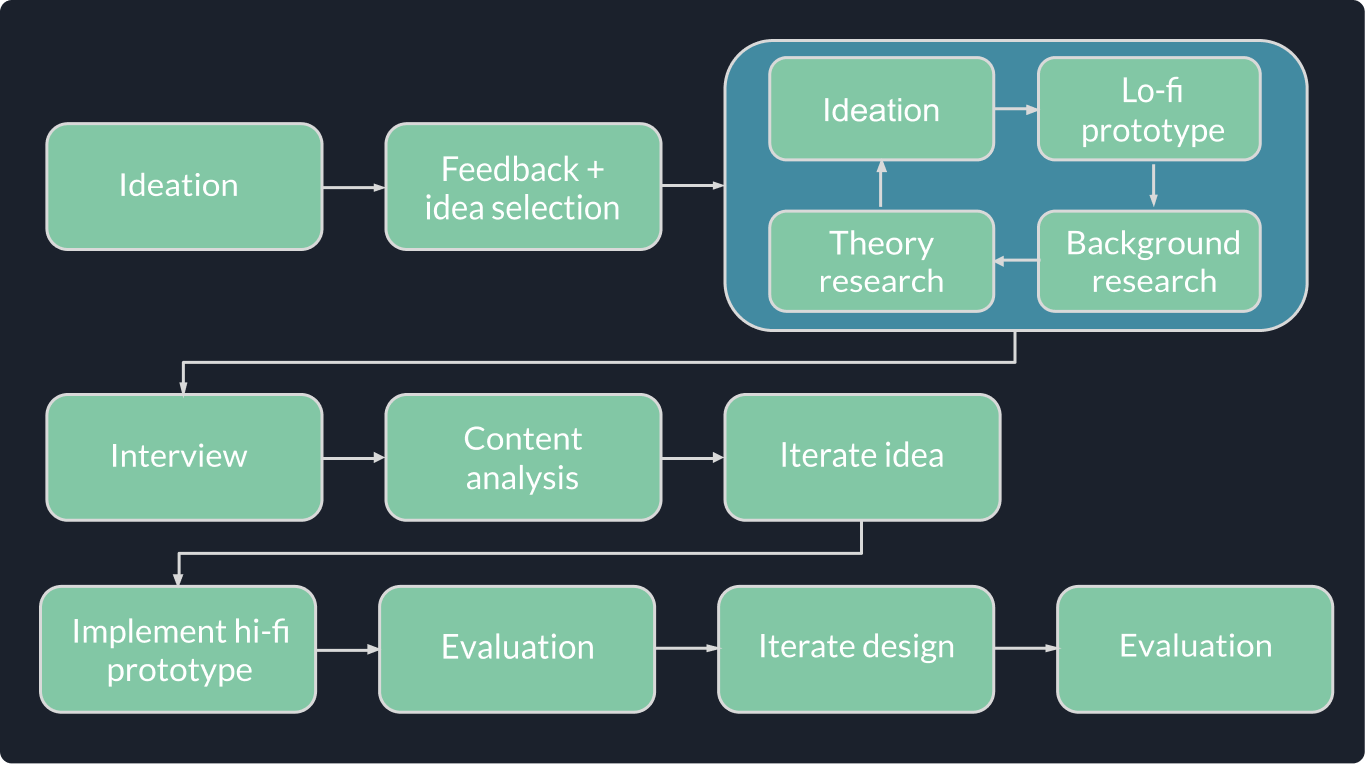 Ideation
Feedback +
idea selection
Ideation
Lo-fi
prototype
Theory
research
Background
research
Interview
Content
analysis
Iterate idea
Implement hi-fi
prototype
Evaluation
Iterate design
Evaluation